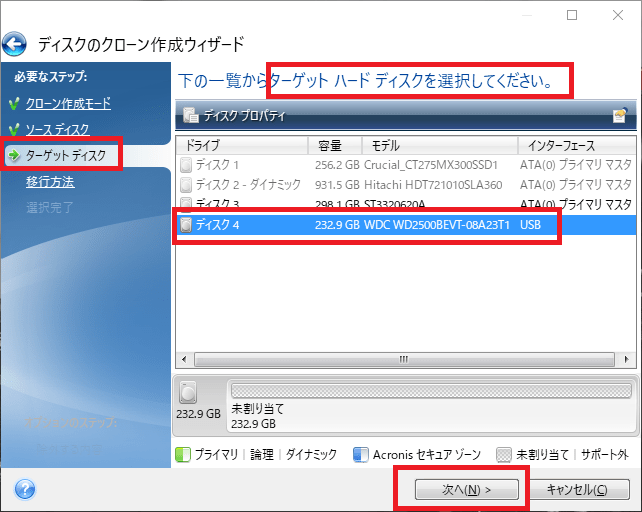 ディスクのクローン作成ウィザード
必要なステップ:
クローン作成モード
ソース ディスク
ターゲット ディスク
移行方法
選択完了
下の一覧からターゲット ハード ディスクを選択してください。
ディスク プロパティ
ドライブ 容量 モデル インターフェース
ディスク 1 256.2 GB Crucial_CT275MX300SSD1 ATA(0) プライマリ マスタ
ディスク 2 - ダイナミック 931.5 GB Hitachi HDT721010SLA360 ATA(0) プライマリ マスタ
ディスク 3 298.1 GB ST3320620A ATA(0) プライマリ マスタ
ディスク 4 232.9 GB WDC WD2500BEVT-08A23T1 USB
232.9 GB
未割り当て
232.9 GB
プライマリ | 論理 | ダイナミック Acronis セキュア ゾーン 未割り当て | サポート外
次へ(N) > キャンセル(C)